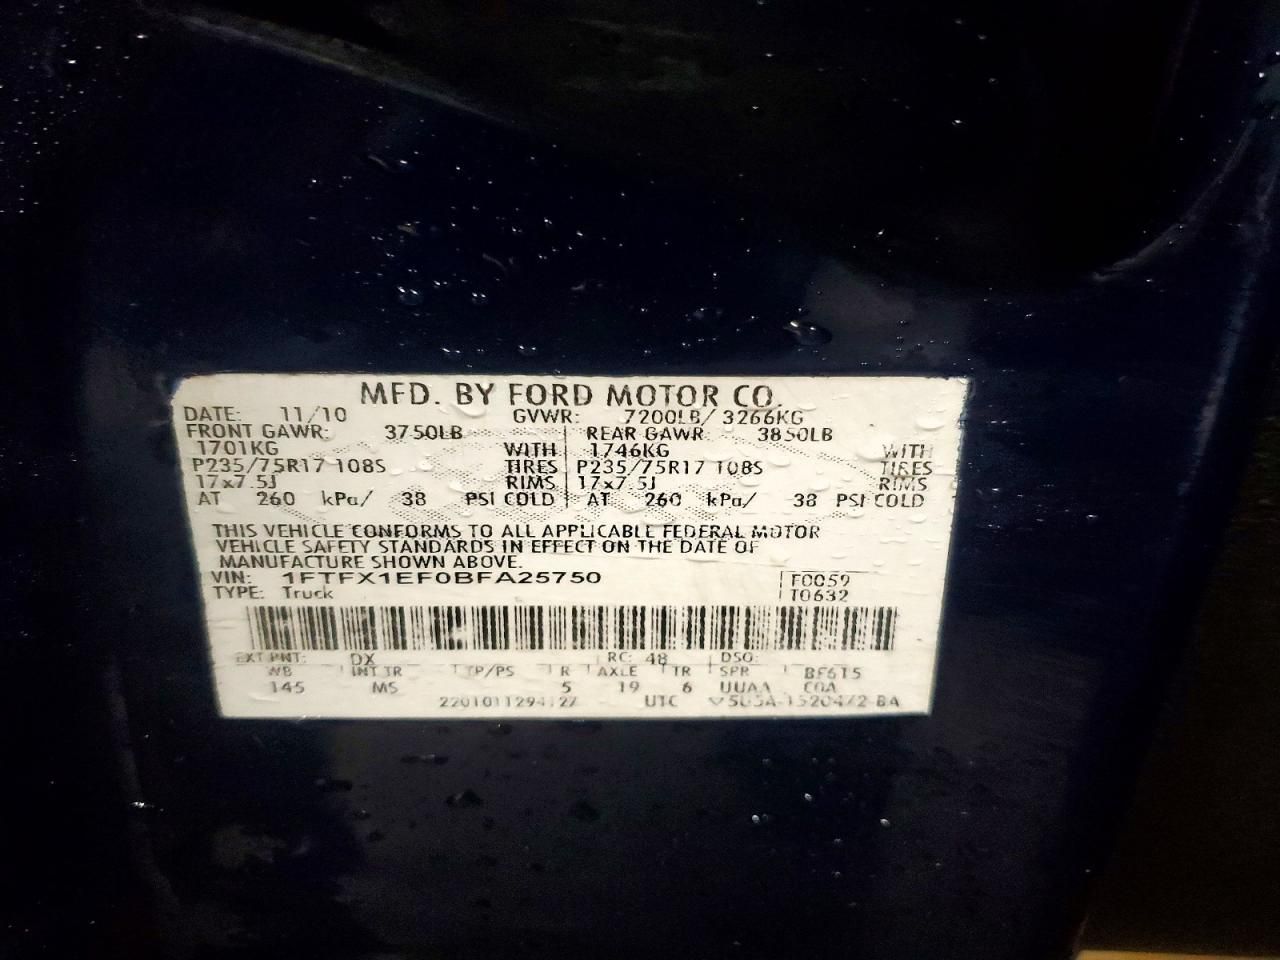 MFD. BY FORD MOTOR CO.
DATE: 11/10 GVWR: 7200LB/ 3266KG
FRONT GAWR: 3750LB REAR GAWR: 3850LB
1701KG WITH 1746KG WITH
P235/75R17 108S TIRES P235/75R17 108S TIRES
17x7.5J RIMS 17x7.5J RIMS
AT 260 kPa/ 38 PSI COLD AT 260 kPa/ 38 PSI COLD
THIS VEHICLE CONFORMS TO ALL APPLICABLE FEDERAL MOTOR
VEHICLE SAFETY STANDARDS IN EFFECT ON THE DATE OF
MANUFACTURE SHOWN ABOVE.
VIN: 1FTFX1EF0BFA25750 F0059
TYPE: Truck T0632
EXT PNT: DX RC: 48 DSO:
WB INT TR TP/PS R AXLE TR SPR BF6T5
145 MS 5 19 6 UUAA COA
UTC